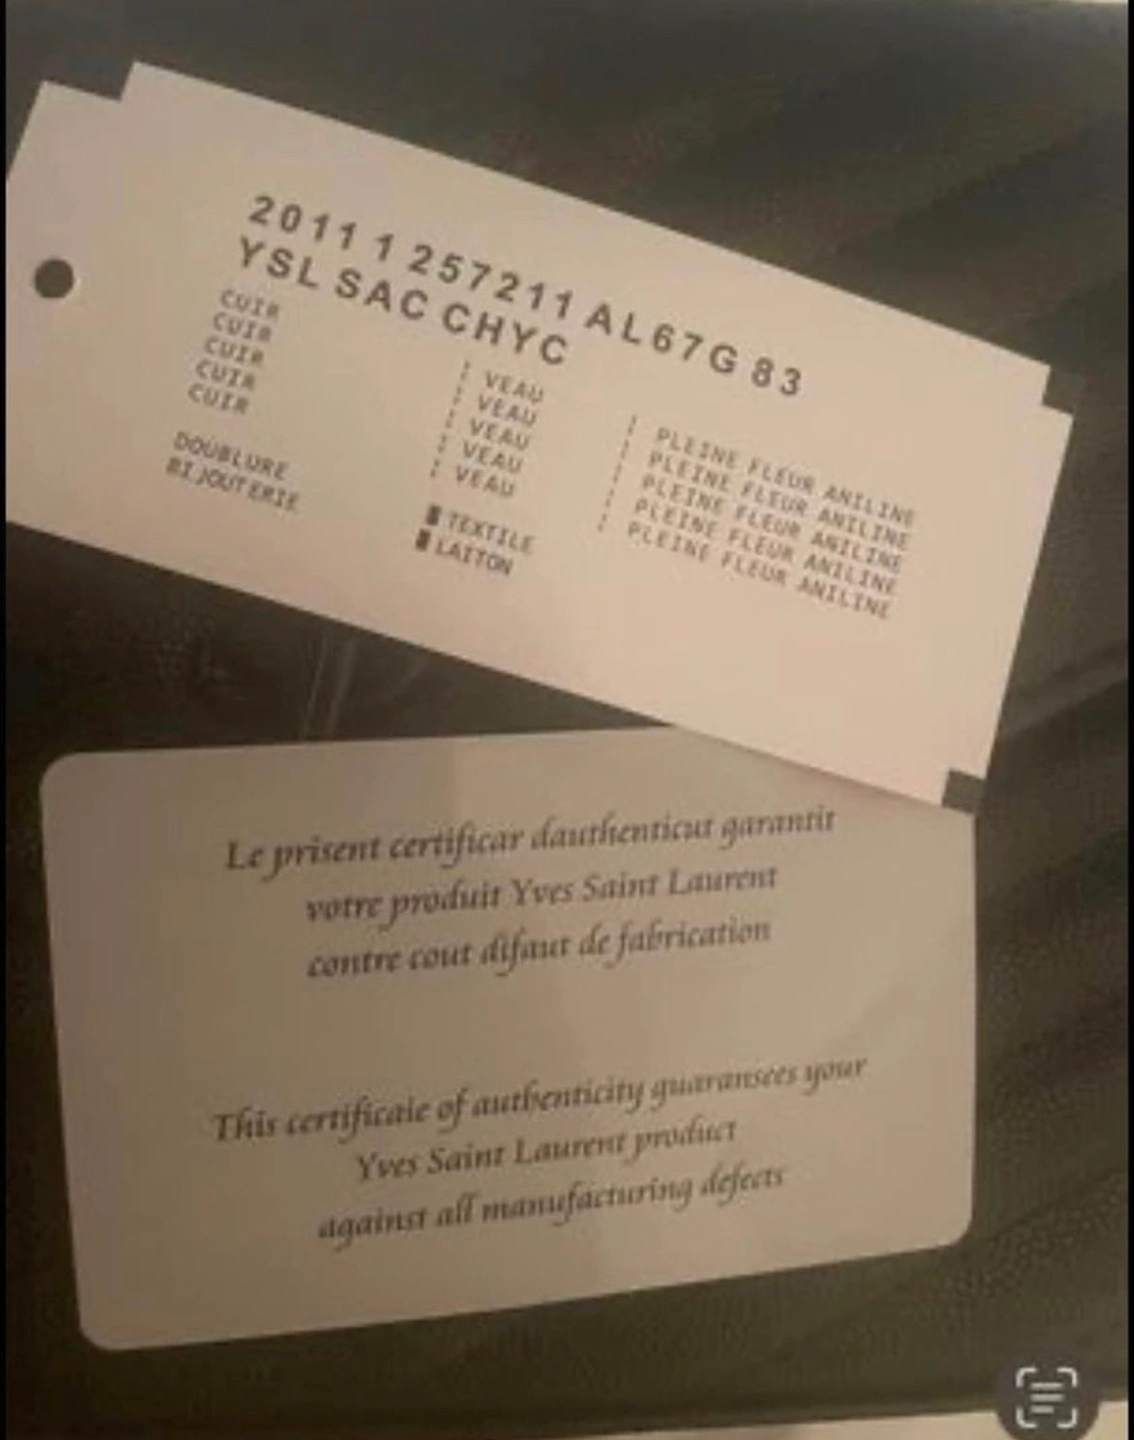 2011 1 257211 AL67G 83
YSL SAC CHYC
CUIR ¦ VEAU ¦ PLEINE FLEUR ANILINE
CUIR ¦ VEAU ¦ PLEINE FLEUR ANILINE
CUIR ¦ VEAU ¦ PLEINE FLEUR ANILINE
CUIR ¦ VEAU ¦ PLEINE FLEUR ANILINE
CUIR ¦ VEAU ¦ PLEINE FLEUR ANILINE
DOUBLURE TEXTILE
BIJOUTERIE LAITON
Le prisent certificar dauthenticut garantit
votre produit Yves Saint Laurent
contre cout difaut de fabrication
This certificaie of authenticity guaransees your
Yves Saint Laurent product
against all manufacturing defects